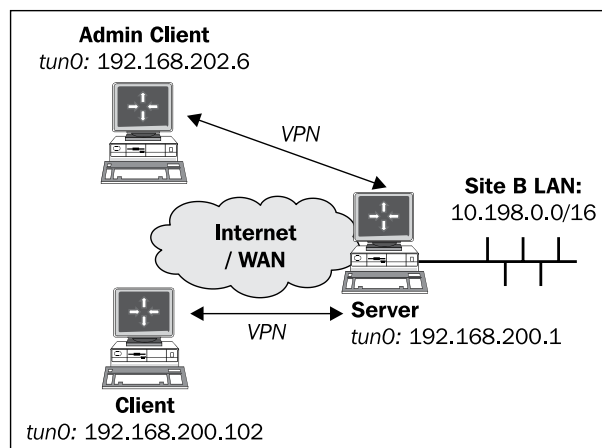 Admin Client
tun0: 192.168.202.6
VPN
Site B LAN:
10.198.0.0/16
Internet
/ WAN
Server
tun0: 192.168.200.1
VPN
Client
tun0: 192.168.200.102